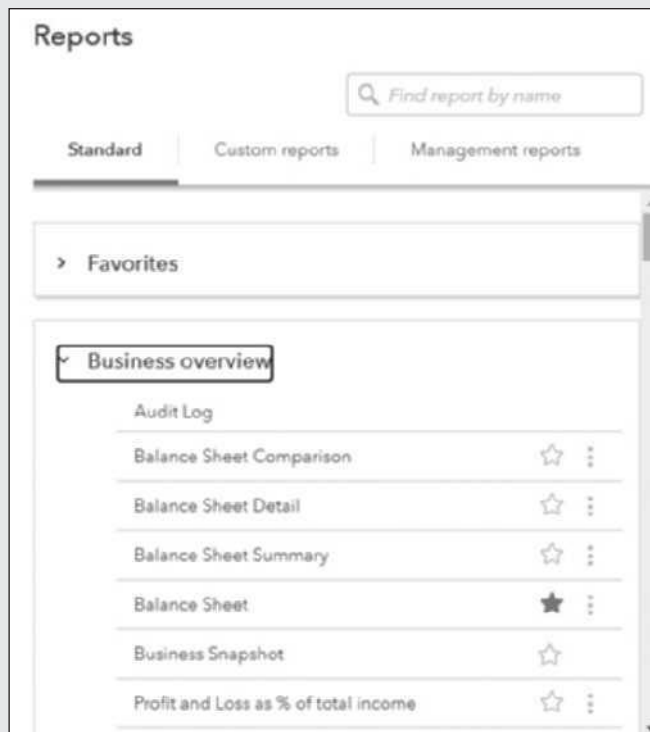 Reports
Find report by name
Standard Custom reports Management reports
Favorites
Business overview
Audit Log
Balance Sheet Comparison
Balance Sheet Detail
Balance Sheet Summary
Balance Sheet
Business Snapshot
Profit and Loss as % of total income